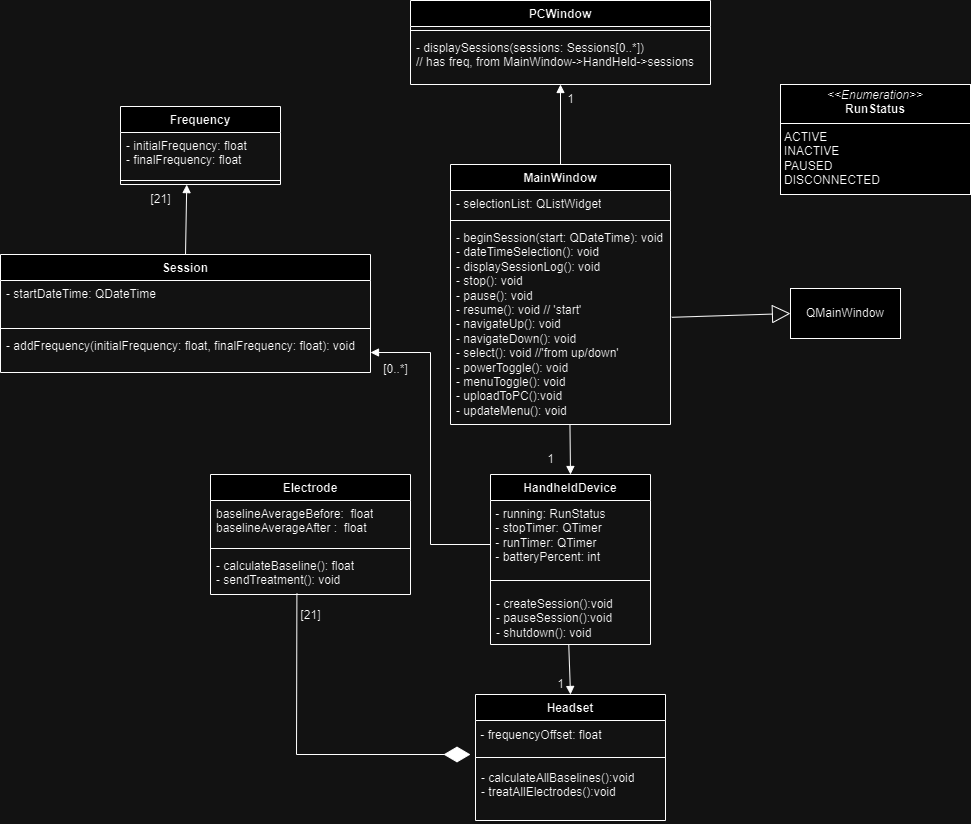 PCWindow
- displaySessions(sessions: Sessions[0..*])
// has freq, from MainWindow->HandHeld->sessions
1
<<Enumeration>>
RunStatus
ACTIVE
INACTIVE
PAUSED
DISCONNECTED
Frequency
- initialFrequency: float
- finalFrequency: float
[21]
MainWindow
- selectionList: QListWidget
- beginSession(start: QDateTime): void
- dateTimeSelection(): void
- displaySessionLog(): void
- stop(): void
- pause(): void
- resume(): void // 'start'
- navigateUp(): void
- navigateDown(): void
- select(): void //'from up/down'
- powerToggle(): void
- menuToggle(): void
- uploadToPC():void
- updateMenu(): void
QMainWindow
Session
- startDateTime: QDateTime
- addFrequency(initialFrequency: float, finalFrequency: float): void
[0..*]
1
Electrode
baselineAverageBefore:  float
baselineAverageAfter :  float
- calculateBaseline(): float
- sendTreatment(): void
[21]
HandheldDevice
- running: RunStatus
- stopTimer: QTimer
- runTimer: QTimer
- batteryPercent: int
- createSession():void
- pauseSession():void
- shutdown(): void
1
Headset
- frequencyOffset: float
- calculateAllBaselines():void
- treatAllElectrodes():void